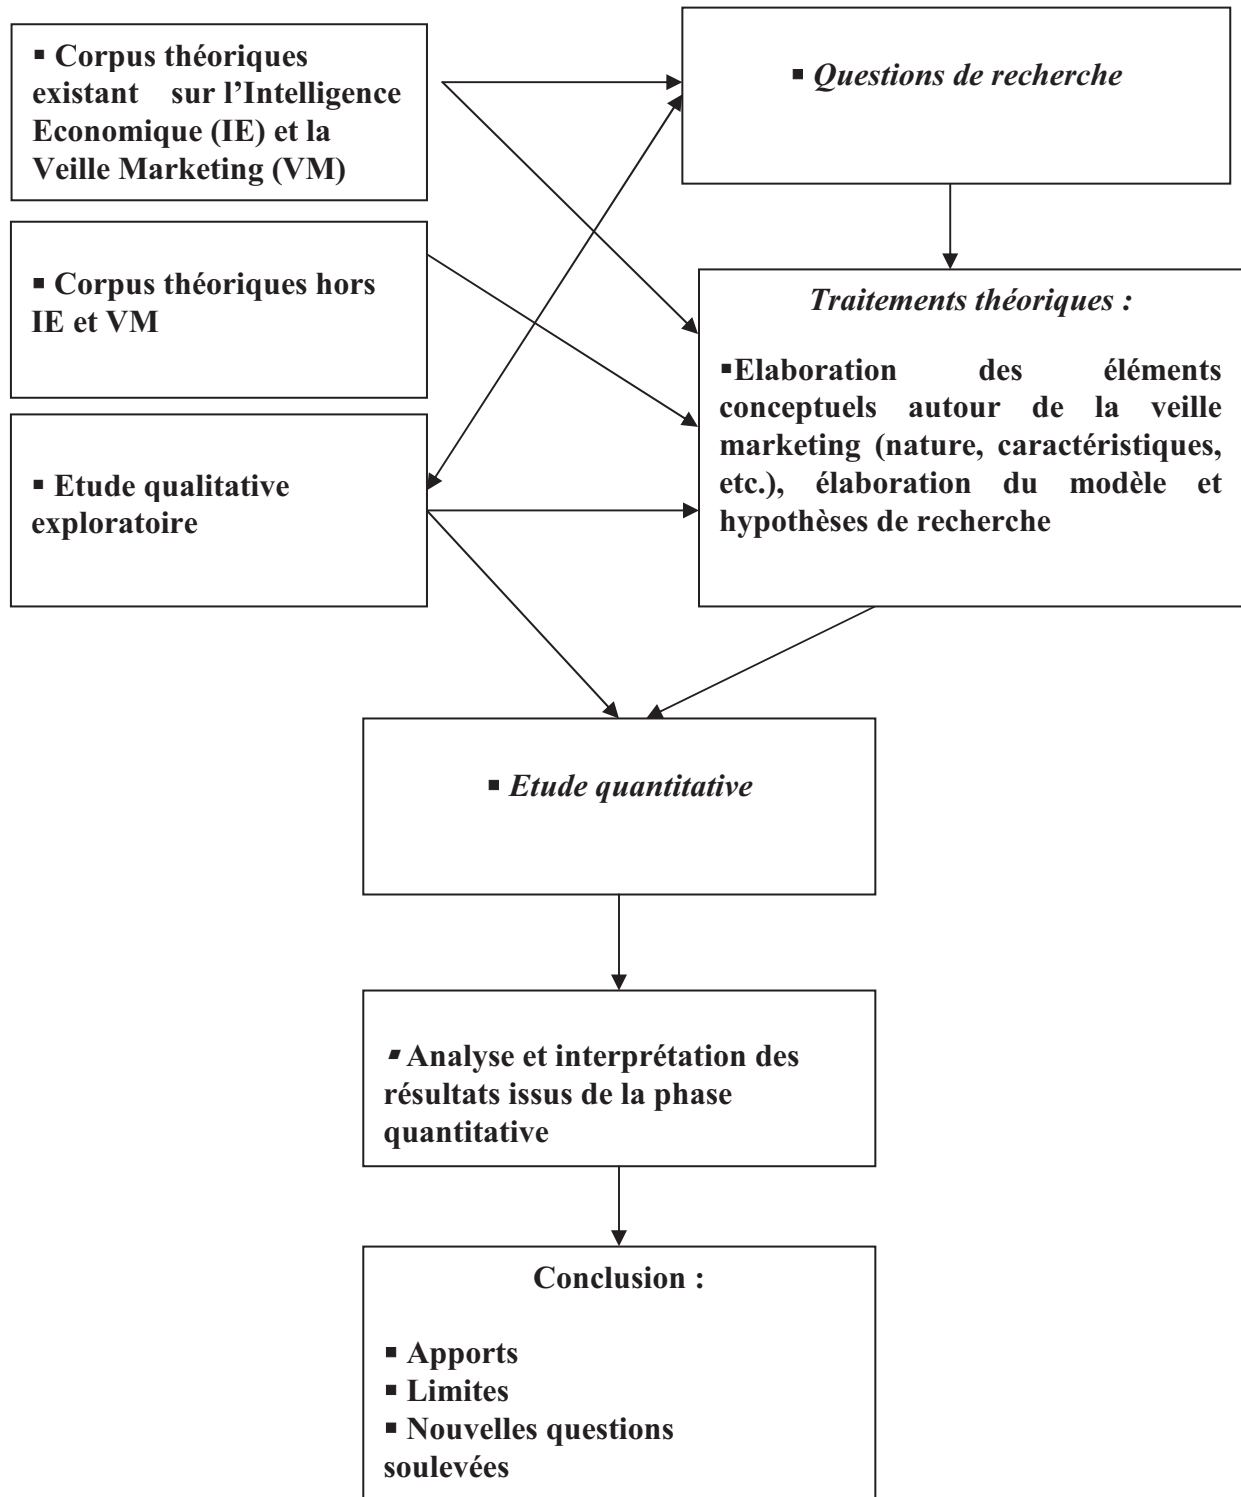 ▪ Corpus théoriques
existant sur l’Intelligence
Economique (IE) et la
Veille Marketing (VM)
▪ Questions de recherche
▪ Corpus théoriques hors
IE et VM
Traitements théoriques :
▪Elaboration des éléments
conceptuels autour de la veille
marketing (nature, caractéristiques,
etc.), élaboration du modèle et
hypothèses de recherche
▪ Etude qualitative
exploratoire
▪ Etude quantitative
▪ Analyse et interprétation des
résultats issus de la phase
quantitative
Conclusion :
▪ Apports
▪ Limites
▪ Nouvelles questions
soulevées